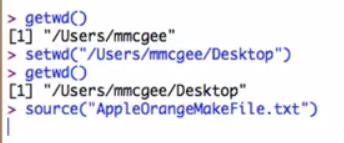 > getwd()
[1] "/Users/mmcgee"
> setwd("/Users/mmcgee/Desktop")
> getwd()
[1] "/Users/mmcgee/Desktop"
> source("AppleOrangeMakeFile.txt")